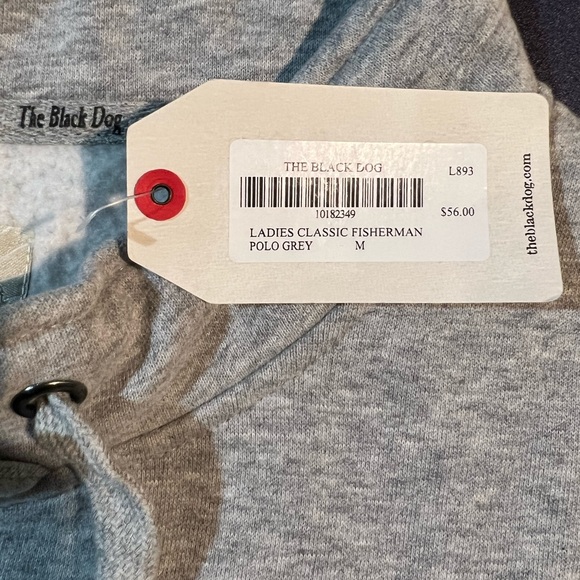 The Black Dog
THE BLACK DOG
L893
10182349
$56.00
LADIES CLASSIC FISHERMAN
POLO GREY M
theblackdog.com